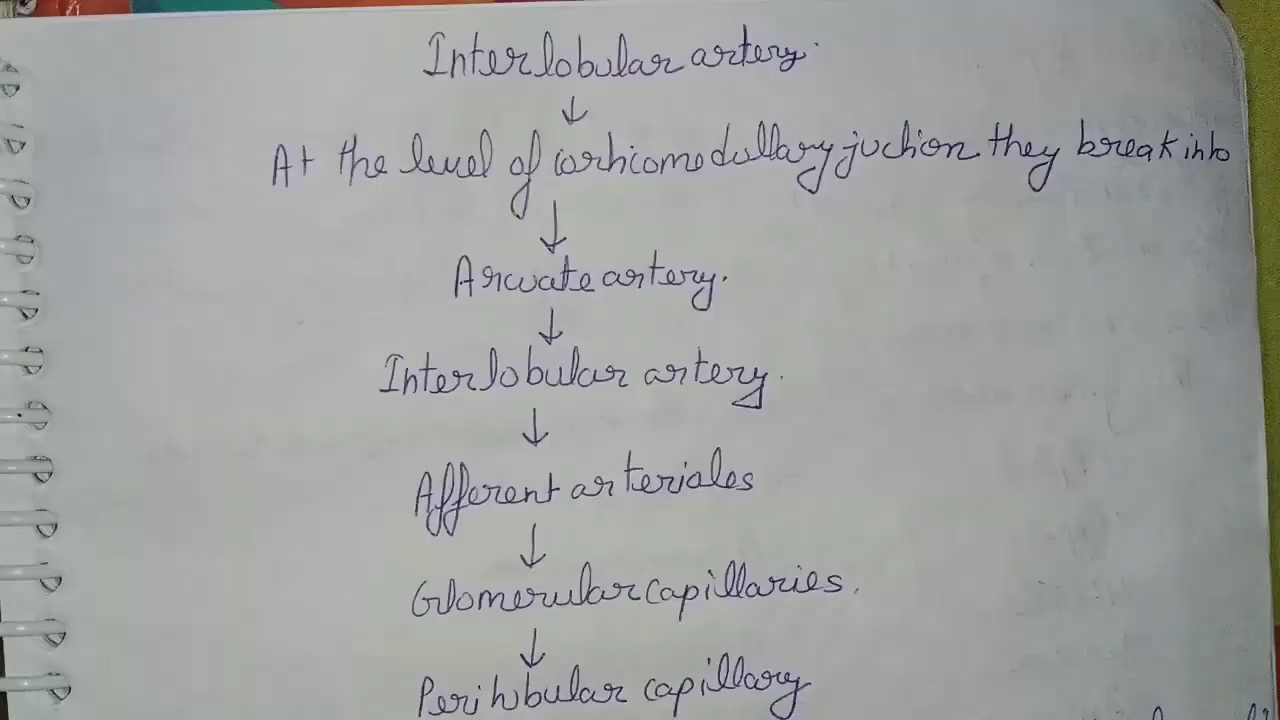 Interlobular artery.
↓
At the level of corticomedullary juction they break into
↓
Arcuate artery.
↓
Interlobular artery.
↓
Afferent arteriales
↓
Glomerular capillaries.
↓
Peritubular capillary